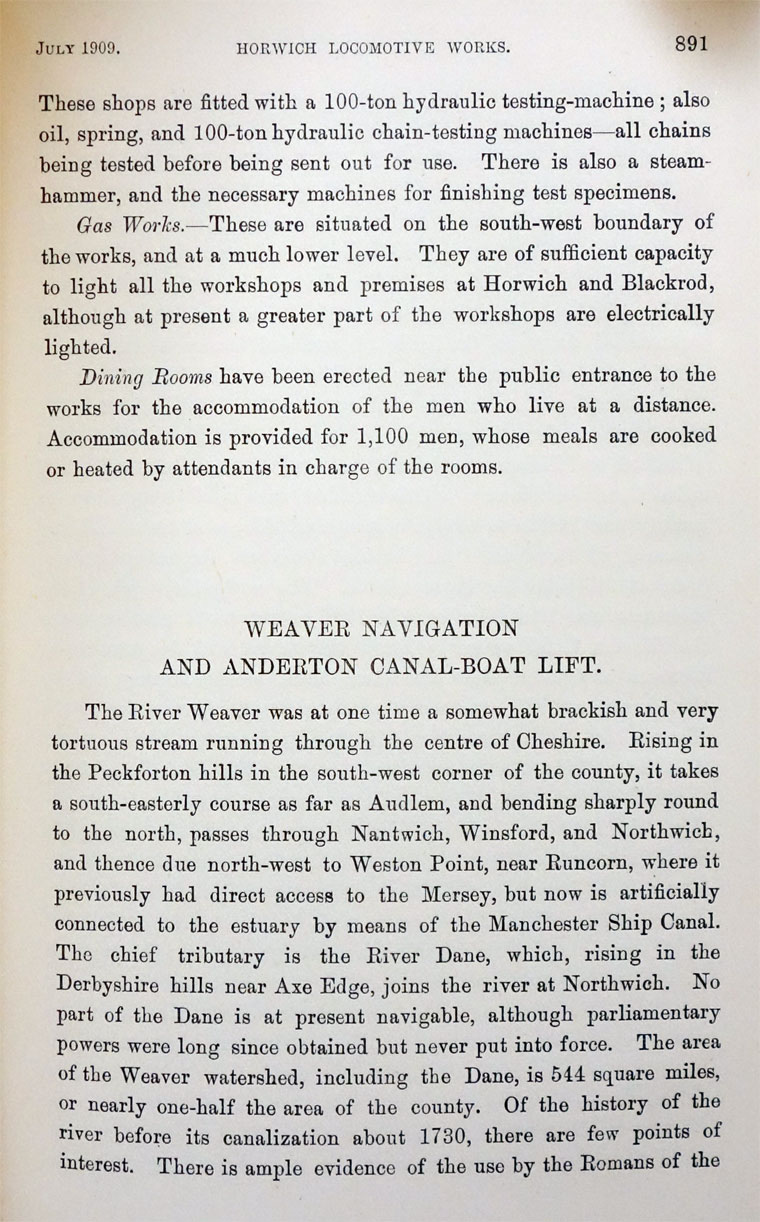 JULY 1909. HORWICH LOCOMOTIVE WORKS. 891
These shops are fitted with a 100-ton hydraulic testing-machine; also
oil, spring, and 100-ton hydraulic chain-testing machines—all chains
being tested before being sent out for use. There is also a steam-
hammer, and the necessary machines for finishing test specimens.
Gas Works.—These are situated on the south-west boundary of
the works, and at a much lower level. They are of sufficient capacity
to light all the workshops and premises at Horwich and Blackrod,
although at present a greater part of the workshops are electrically
lighted.
Dining Rooms have been erected near the public entrance to the
works for the accommodation of the men who live at a distance.
Accommodation is provided for 1,100 men, whose meals are cooked
or heated by attendants in charge of the rooms.
WEAVER NAVIGATION
AND ANDERTON CANAL-BOAT LIFT.
The River Weaver was at one time a somewhat brackish and very
tortuous stream running through the centre of Cheshire. Rising in
the Peckforton hills in the south-west corner of the county, it takes
a south-easterly course as far as Audlem, and bending sharply round
to the north, passes through Nantwich, Winsford, and Northwich,
and thence due north-west to Weston Point, near Runcorn, where it
previously had direct access to the Mersey, but now is artificially
connected to the estuary by means of the Manchester Ship Canal.
The chief tributary is the River Dane, which, rising in the
Derbyshire hills near Axe Edge, joins the river at Northwich. No
part of the Dane is at present navigable, although parliamentary
powers were long since obtained but never put into force. The area
of the Weaver watershed, including the Dane, is 544 square miles,
or nearly one-half the area of the county. Of the history of the
river before its canalization about 1730, there are few points of
interest. There is ample evidence of the use by the Romans of the